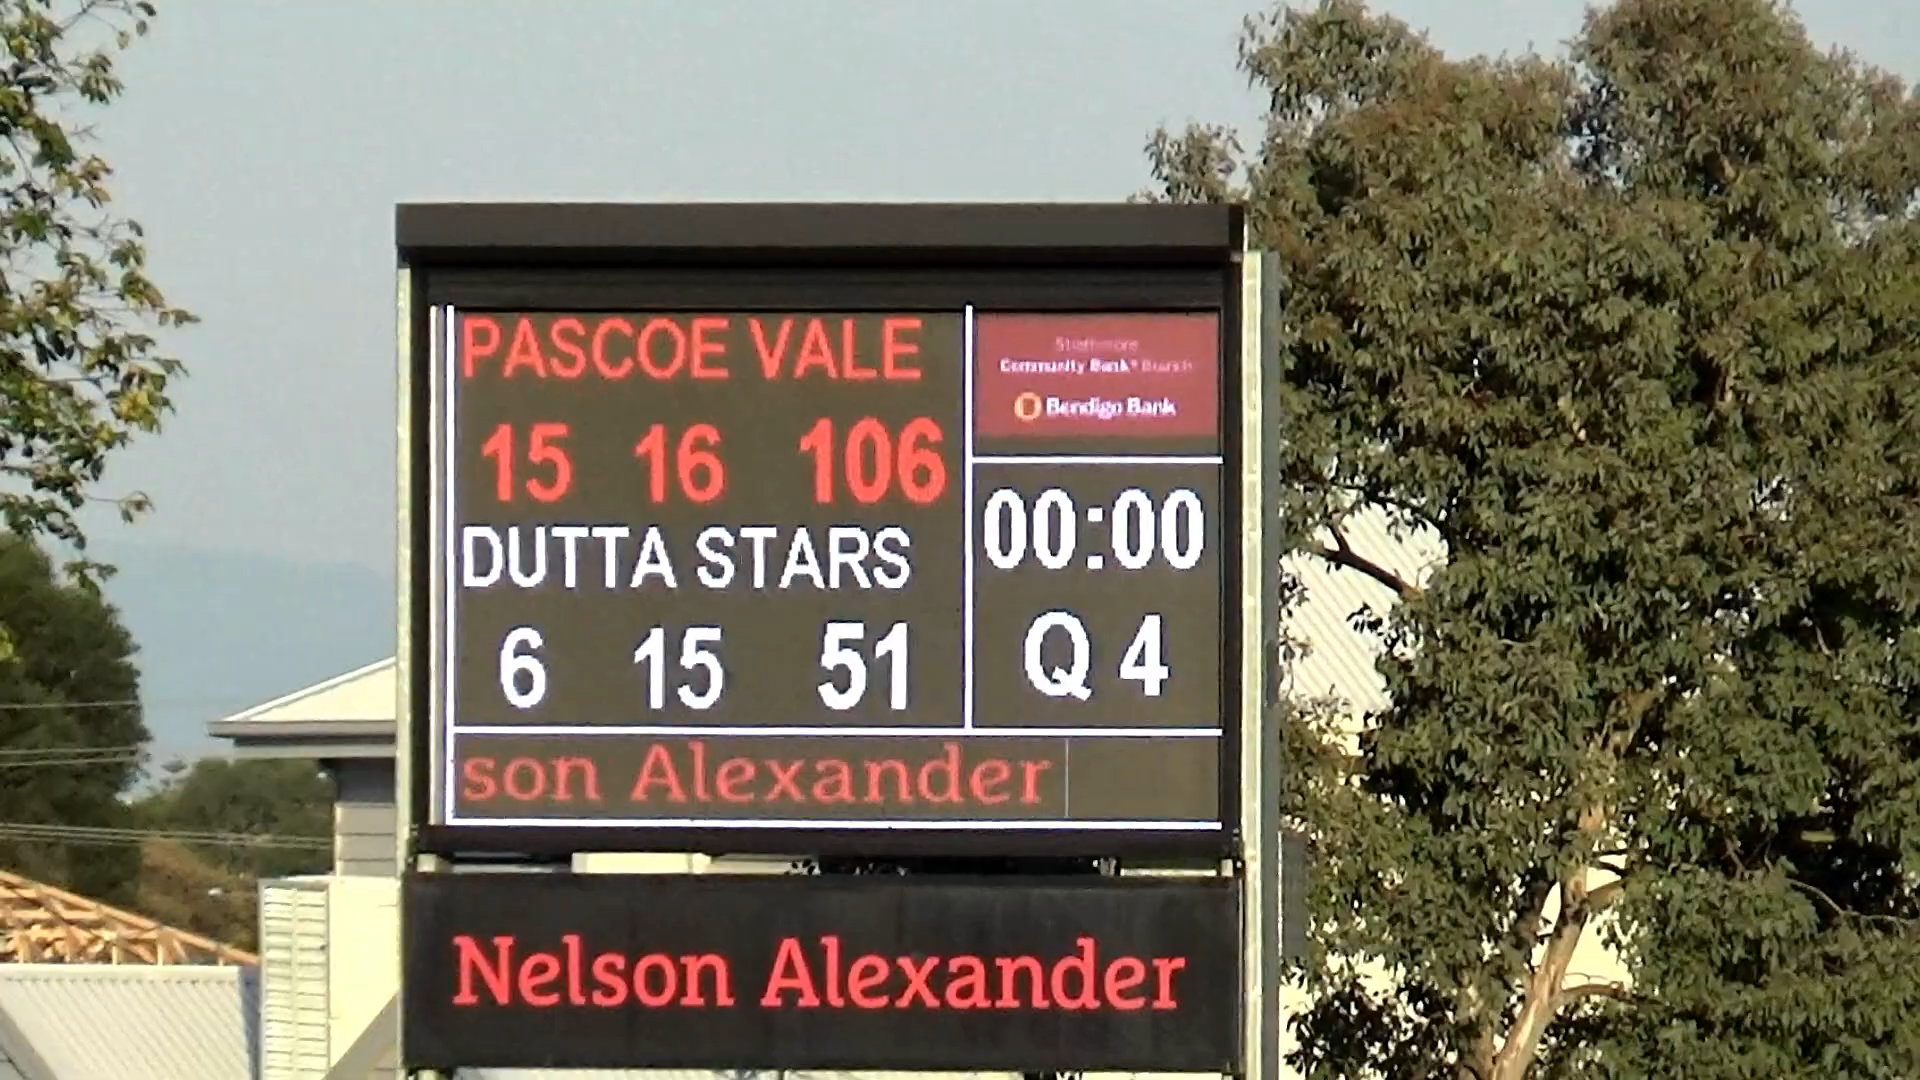 PASCOE VALE
15 16 106
DUTTA STARS
6 15 51
Strathmore
Community Bank® Branch
Bendigo Bank
00:00
Q 4
son Alexander
Nelson Alexander